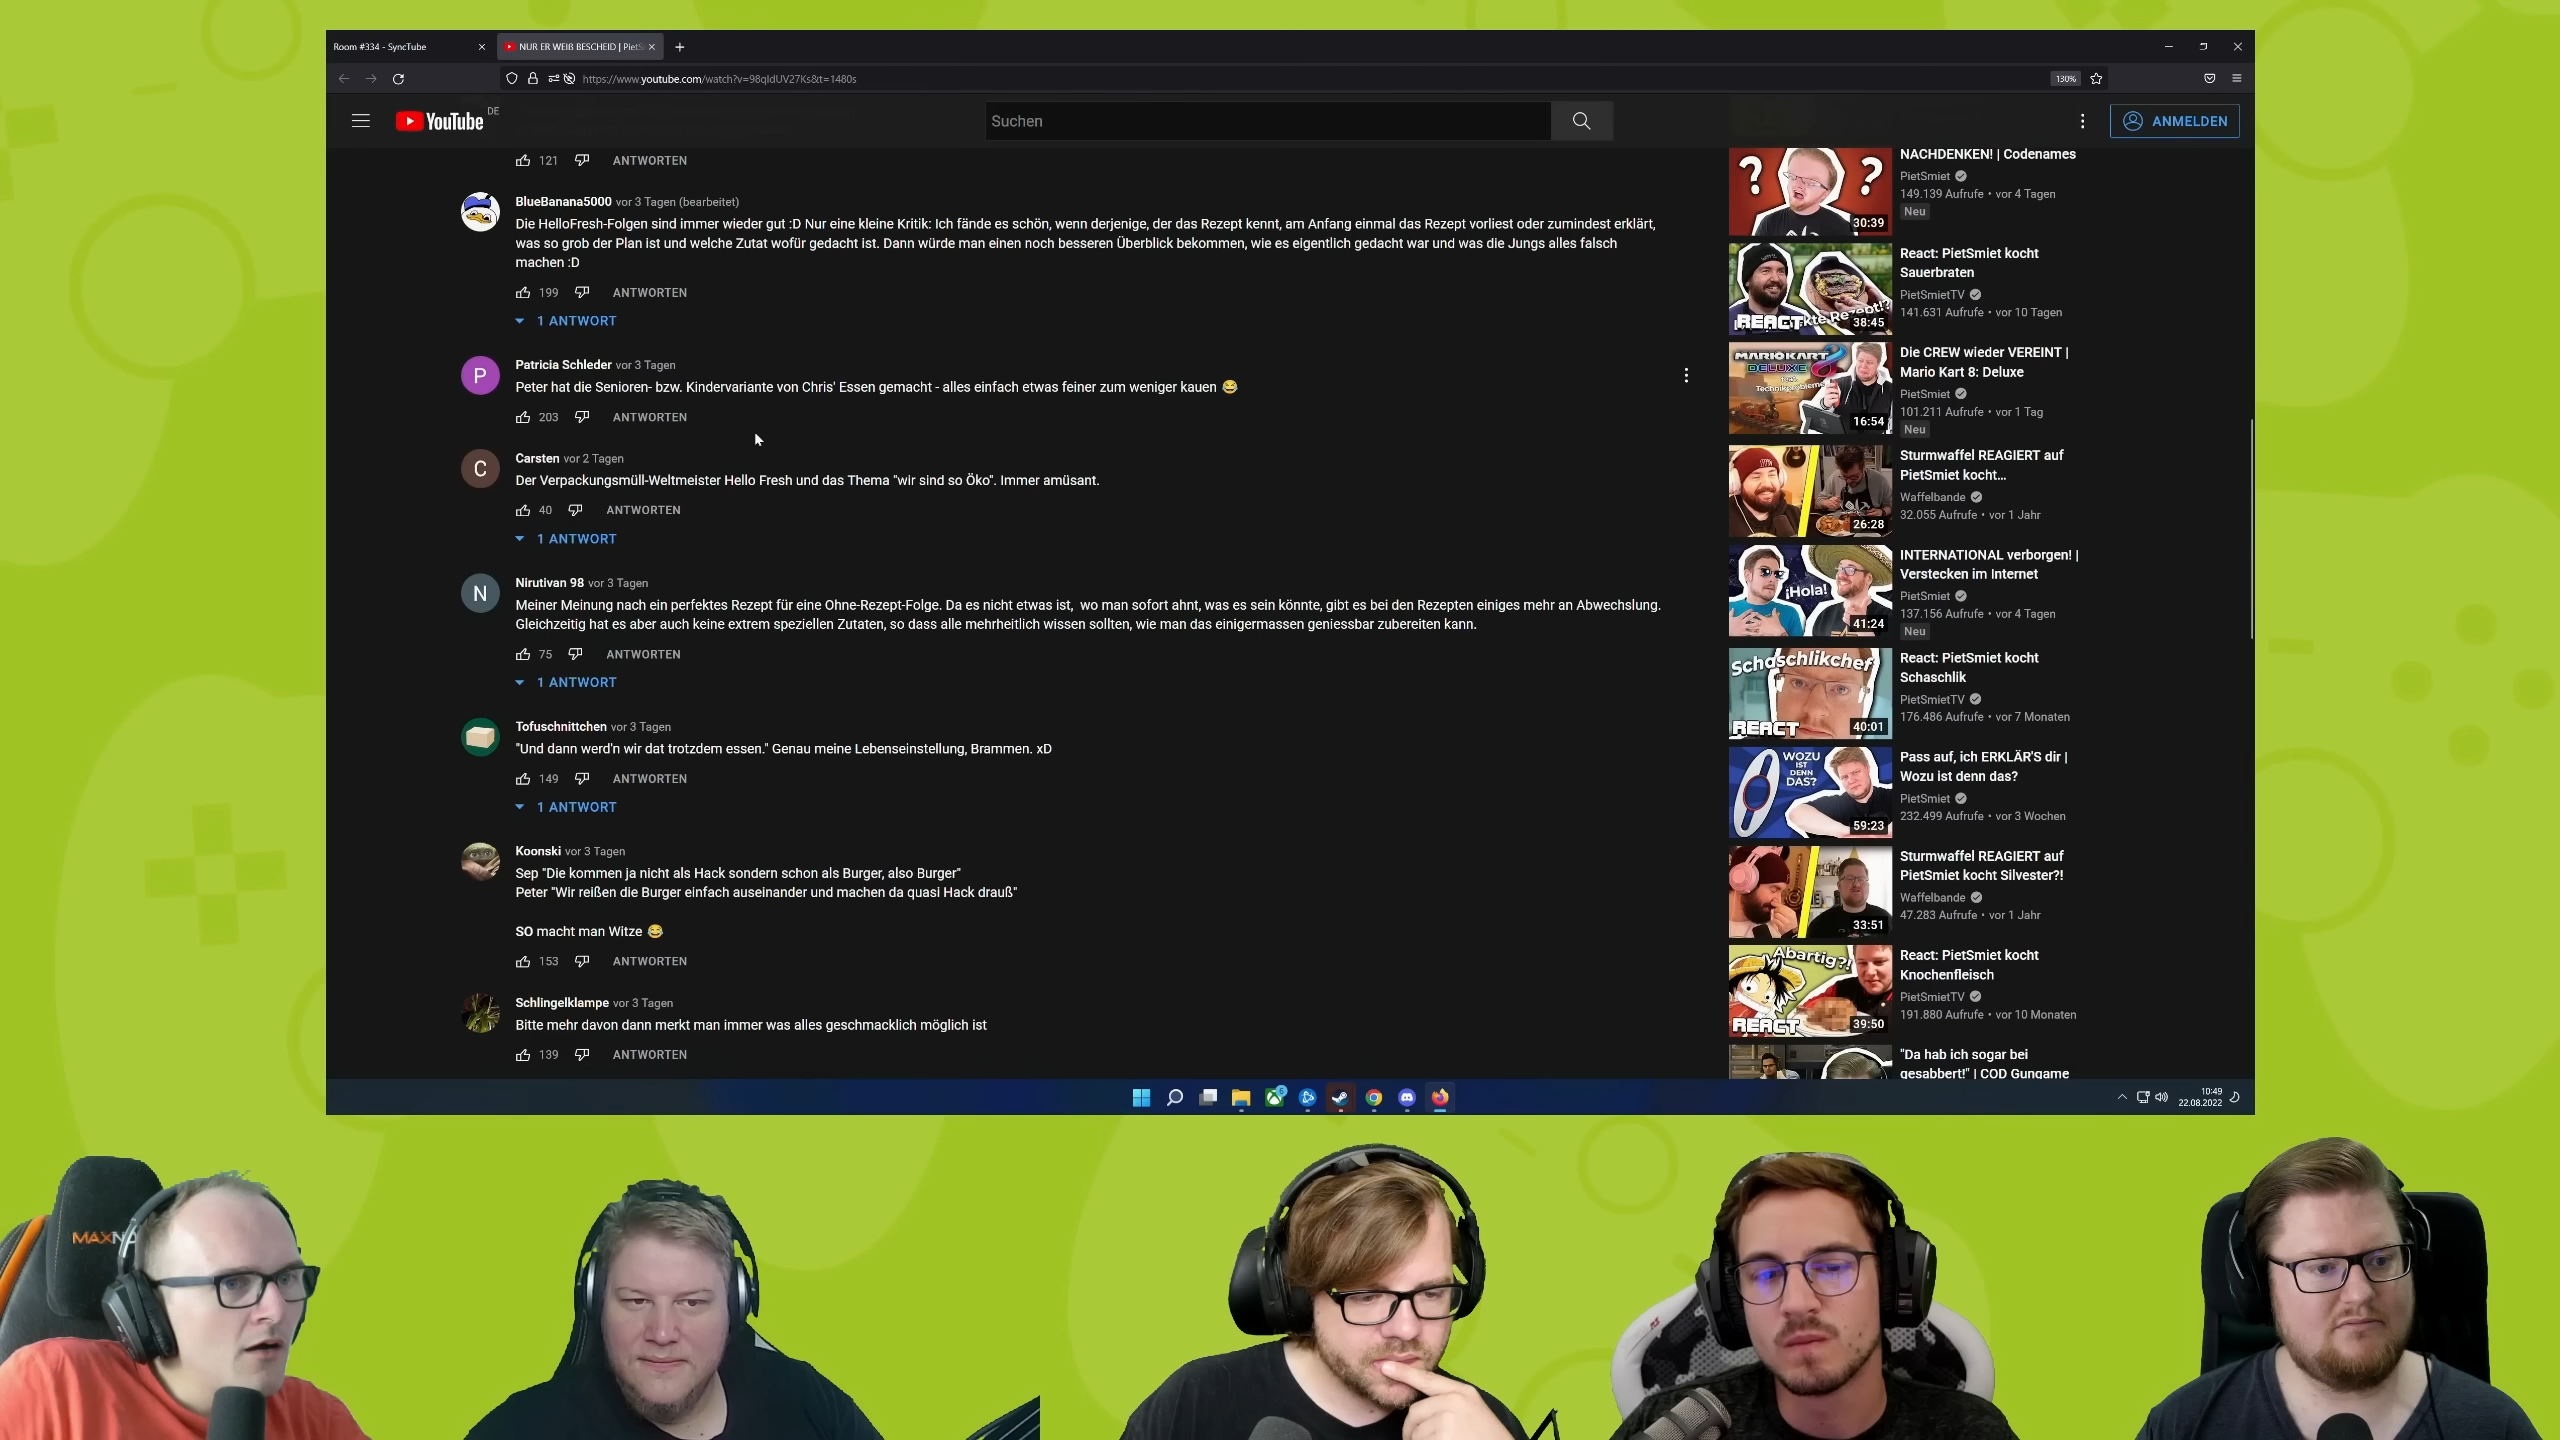 Room #334 - SyncTube
NUR ER WEIß BESCHEID | PietS
https://www.youtube.com/watch?v=98qIdUV27Ks&t=1480s
130%
YouTube DE
Suchen
ANMELDEN
121 ANTWORTEN
BlueBanana5000 vor 3 Tagen (bearbeitet)
Die HelloFresh-Folgen sind immer wieder gut :D Nur eine kleine Kritik: Ich fände es schön, wenn derjenige, der das Rezept kennt, am Anfang einmal das Rezept vorliest oder zumindest erklärt,
was so grob der Plan ist und welche Zutat wofür gedacht ist. Dann würde man einen noch besseren Überblick bekommen, wie es eigentlich gedacht war und was die Jungs alles falsch
machen :D
199 ANTWORTEN
1 ANTWORT
P
Patricia Schleder vor 3 Tagen
Peter hat die Senioren- bzw. Kindervariante von Chris' Essen gemacht - alles einfach etwas feiner zum weniger kauen 😂
203 ANTWORTEN
C
Carsten vor 2 Tagen
Der Verpackungsmüll-Weltmeister Hello Fresh und das Thema "wir sind so Öko". Immer amüsant.
40 ANTWORTEN
1 ANTWORT
N
Nirutivan 98 vor 3 Tagen
Meiner Meinung nach ein perfektes Rezept für eine Ohne-Rezept-Folge. Da es nicht etwas ist, wo man sofort ahnt, was es sein könnte, gibt es bei den Rezepten einiges mehr an Abwechslung.
Gleichzeitig hat es aber auch keine extrem speziellen Zutaten, so dass alle mehrheitlich wissen sollten, wie man das einigermassen geniessbar zubereiten kann.
75 ANTWORTEN
1 ANTWORT
Tofuschnittchen vor 3 Tagen
"Und dann werd'n wir dat trotzdem essen." Genau meine Lebenseinstellung, Brammen. xD
149 ANTWORTEN
1 ANTWORT
Koonski vor 3 Tagen
Sep "Die kommen ja nicht als Hack sondern schon als Burger, also Burger"
Peter "Wir reißen die Burger einfach auseinander und machen da quasi Hack drauß"
SO macht man Witze 😂
153 ANTWORTEN
Schlingelklampe vor 3 Tagen
Bitte mehr davon dann merkt man immer was alles geschmacklich möglich ist
139 ANTWORTEN
? ?
30:39
NACHDENKEN! | Codenames
PietSmiet
149.139 Aufrufe • vor 4 Tagen
Neu
REACT
kte Rezept!?
38:45
React: PietSmiet kocht
Sauerbraten
PietSmietTV
141.631 Aufrufe • vor 10 Tagen
MARIOKART 8
DELUXE
Technikprobleme
16:54
Die CREW wieder VEREINT |
Mario Kart 8: Deluxe
PietSmiet
101.211 Aufrufe • vor 1 Tag
Neu
26:28
Sturmwaffel REAGIERT auf
PietSmiet kocht...
Waffelbande
32.055 Aufrufe • vor 1 Jahr
¡Hola!
41:24
INTERNATIONAL verborgen! |
Verstecken im Internet
PietSmiet
137.156 Aufrufe • vor 4 Tagen
Neu
Schaschlikchef
REACT
40:01
React: PietSmiet kocht
Schaschlik
PietSmietTV
176.486 Aufrufe • vor 7 Monaten
WOZU
IST
DENN
DAS?
59:23
Pass auf, ich ERKLÄR'S dir |
Wozu ist denn das?
PietSmiet
232.499 Aufrufe • vor 3 Wochen
33:51
Sturmwaffel REAGIERT auf
PietSmiet kocht Silvester?!
Waffelbande
47.283 Aufrufe • vor 1 Jahr
Abartig?!
REACT
39:50
React: PietSmiet kocht
Knochenfleisch
PietSmietTV
191.880 Aufrufe • vor 10 Monaten
"Da hab ich sogar bei
gesabbert!" | COD Gungame
10:49
22.08.2022